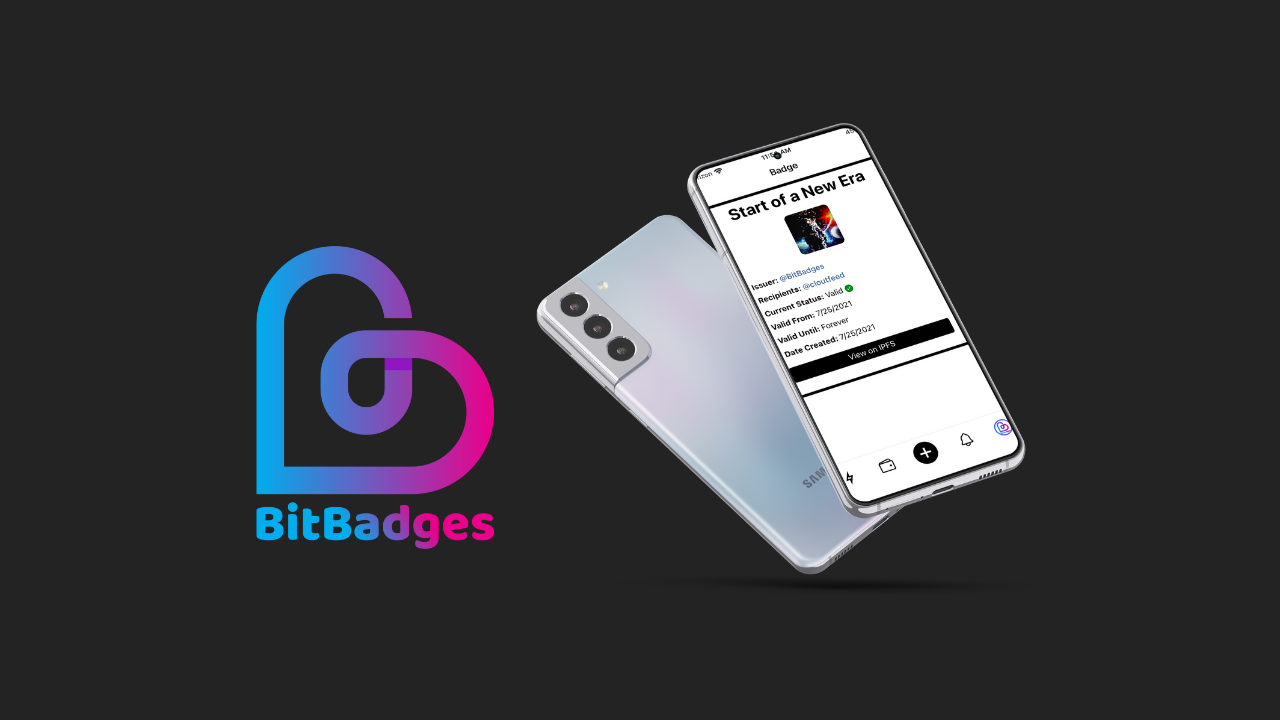 BitBadges
Badge
Start of a New Era
Issuer: @BitBadges
Recipients: @cloutfeed
Current Status: Valid
Valid From: 7/25/2021
Valid Until: Forever
Date Created: 7/25/2021
View on IPFS